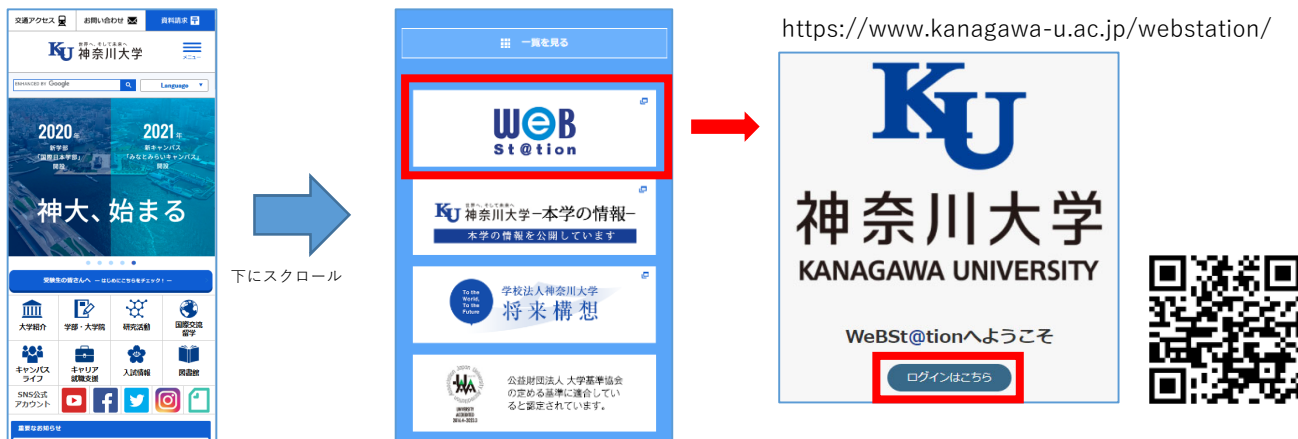 交通アクセス
お問い合わせ
資料請求
KU 世界へ、そして未来へ 神奈川大学
メニュー
ENHANCED BY Google
Language
2020年
新学部
「国際日本学部」
開設
2021年
新キャンパス
「みなとみらいキャンパス」
開設
神大、始まる
受験生の皆さんへ ー はじめにこちらをチェック！ ー
大学紹介
学部・大学院
研究活動
国際交流
留学
キャンパス
ライフ
キャリア
就職支援
入試情報
図書館
SNS公式
アカウント
重要なお知らせ
下にスクロール
一覧を見る
WeB
St@tion
KU 世界へ、そして未来へ 神奈川大学−本学の情報−
本学の情報を公開しています
To the
World,
To the
Future
学校法人神奈川大学
将来構想
公益財団法人 大学基準協会
の定める基準に適合してい
ると認定されています。
https://www.kanagawa-u.ac.jp/webstation/
KU
神奈川大学
KANAGAWA UNIVERSITY
WeBSt@tionへようこそ
ログインはこちら